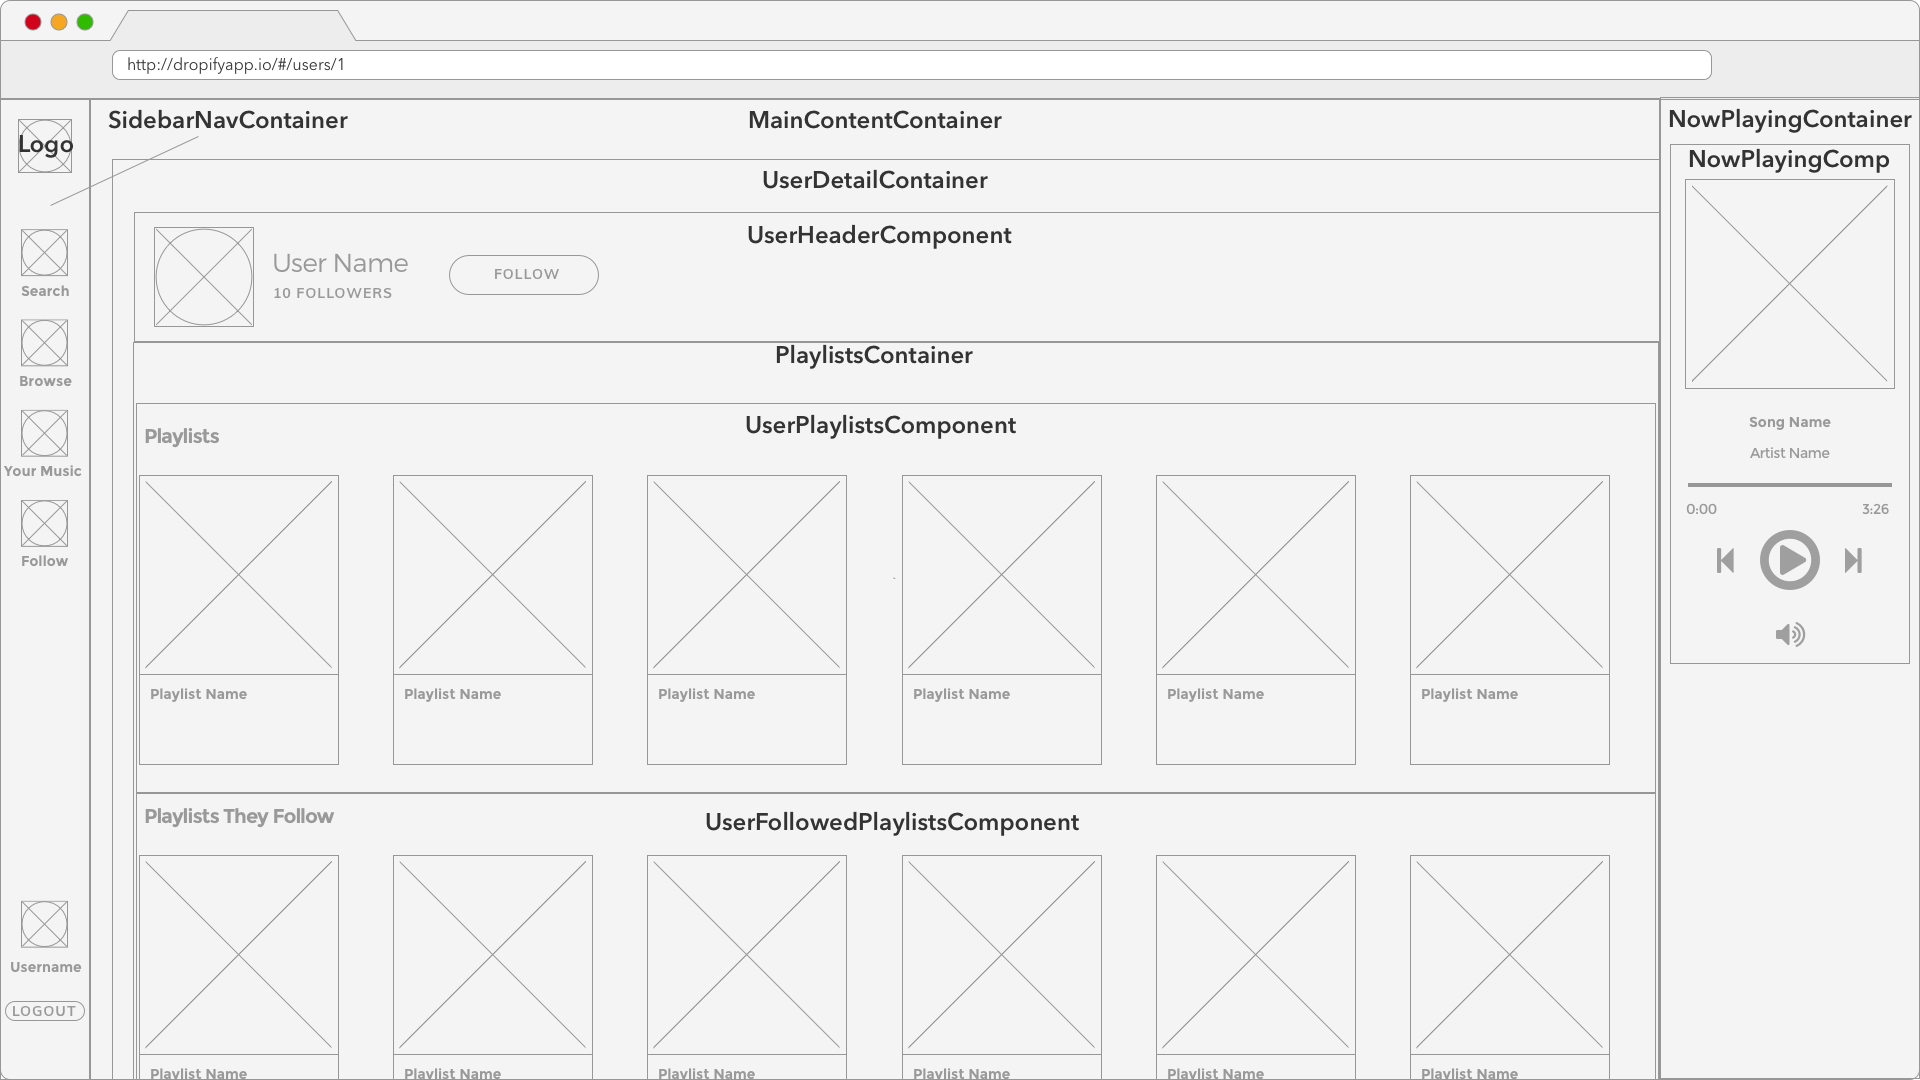 http://dropifyapp.io/#/users/1
SidebarNavContainer
MainContentContainer
NowPlayingContainer
Logo
Search
Browse
Your Music
Follow
Username
LOGOUT
UserDetailContainer
UserHeaderComponent
User Name
10 FOLLOWERS
FOLLOW
PlaylistsContainer
UserPlaylistsComponent
Playlists
Playlist Name
Playlist Name
Playlist Name
Playlist Name
Playlist Name
Playlist Name
Playlists They Follow
UserFollowedPlaylistsComponent
Playlist Name
Playlist Name
Playlist Name
Playlist Name
Playlist Name
Playlist Name
NowPlayingComp
Song Name
Artist Name
0:00
3:26